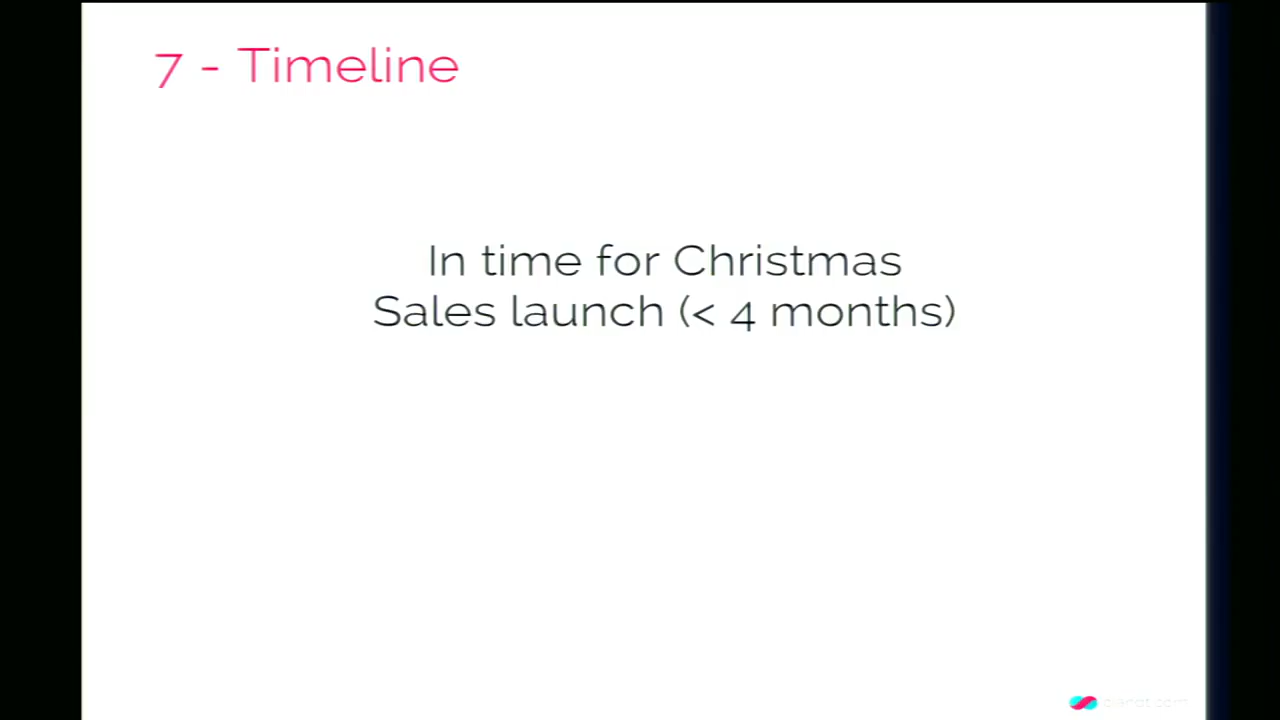 7 - Timeline
In time for Christmas
Sales launch (< 4 months)